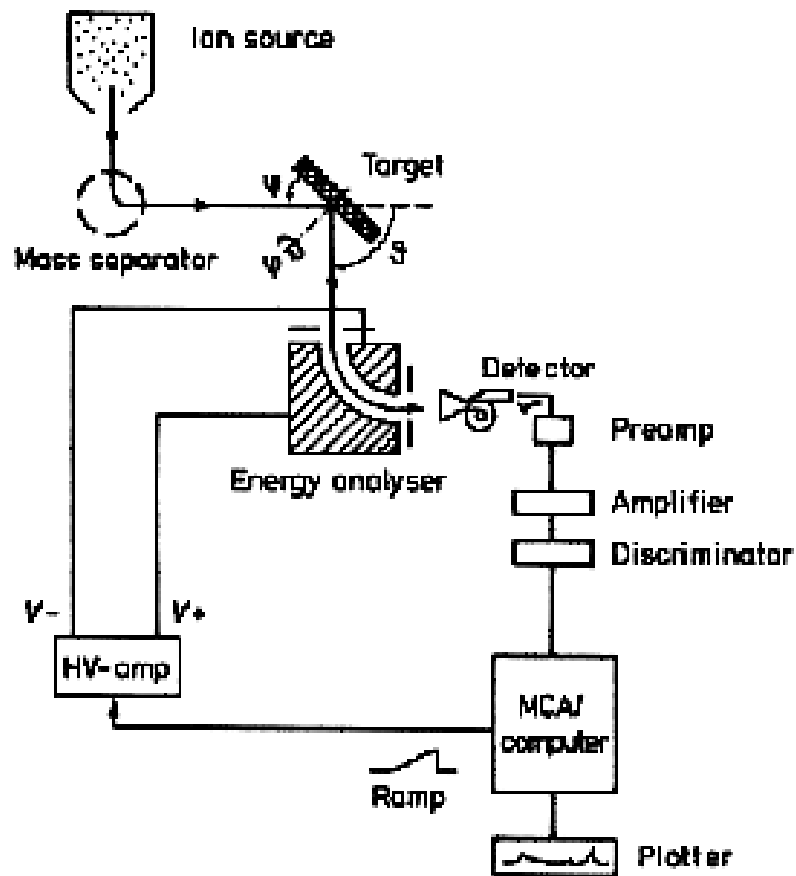 Ion source
Target
ψ
Mass separator
ψ
ϑ
Detector
Preamp
Energy analyser
Amplifier
Discriminator
V-
V+
HV-amp
MCA/
computer
Ramp
Plotter